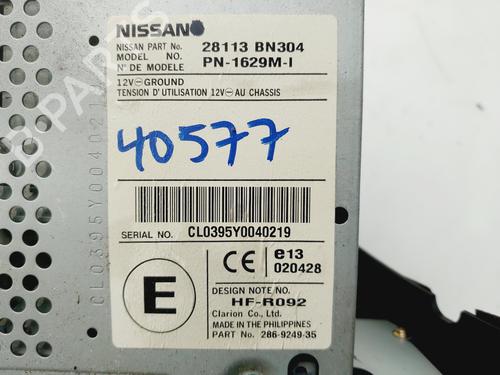 NISSAN
NISSAN PART No. 28113 BN304
MODEL NO.
N° DE MODELE PN-1629M-I
12V⊖GROUND
TENSION D'UTILISATION 12V⊖AU CHASSIS
40577
SERIAL NO. CL0395Y0040219
CL0395Y0040219
E
CE e13
020428
DESIGN NOTE NO.
HF-R092
Clarion Co., Ltd.
MADE IN THE PHILIPPINES
PART No. 286-9249-35
B-PARTS